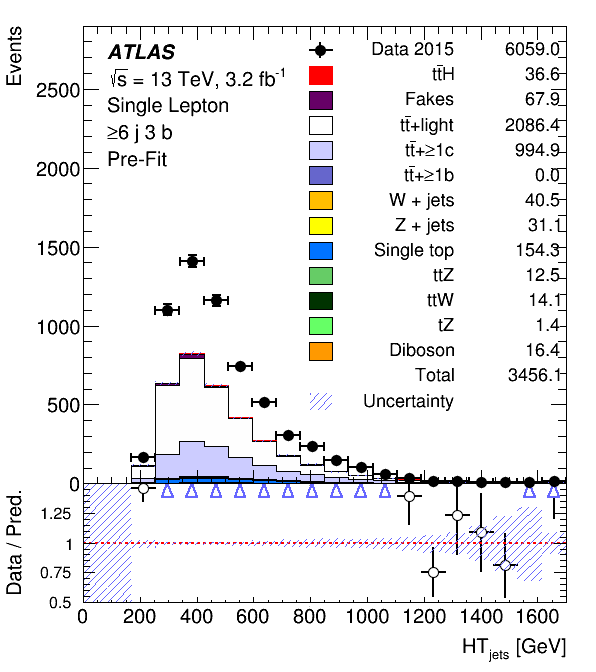 Events
ATLAS
√s = 13 TeV, 3.2 fb⁻¹
Single Lepton
≥6 j 3 b
Pre-Fit
Data 2015 6059.0
tt̄H 36.6
Fakes 67.9
tt̄+light 2086.4
tt̄+≥1c 994.9
tt̄+≥1b 0.0
W + jets 40.5
Z + jets 31.1
Single top 154.3
ttZ 12.5
ttW 14.1
tZ 1.4
Diboson 16.4
Total 3456.1
Uncertainty
2500
2000
1500
1000
500
0
Data / Pred.
1.25
1
0.75
0.5
0 200 400 600 800 1000 1200 1400 1600
HT_jets [GeV]